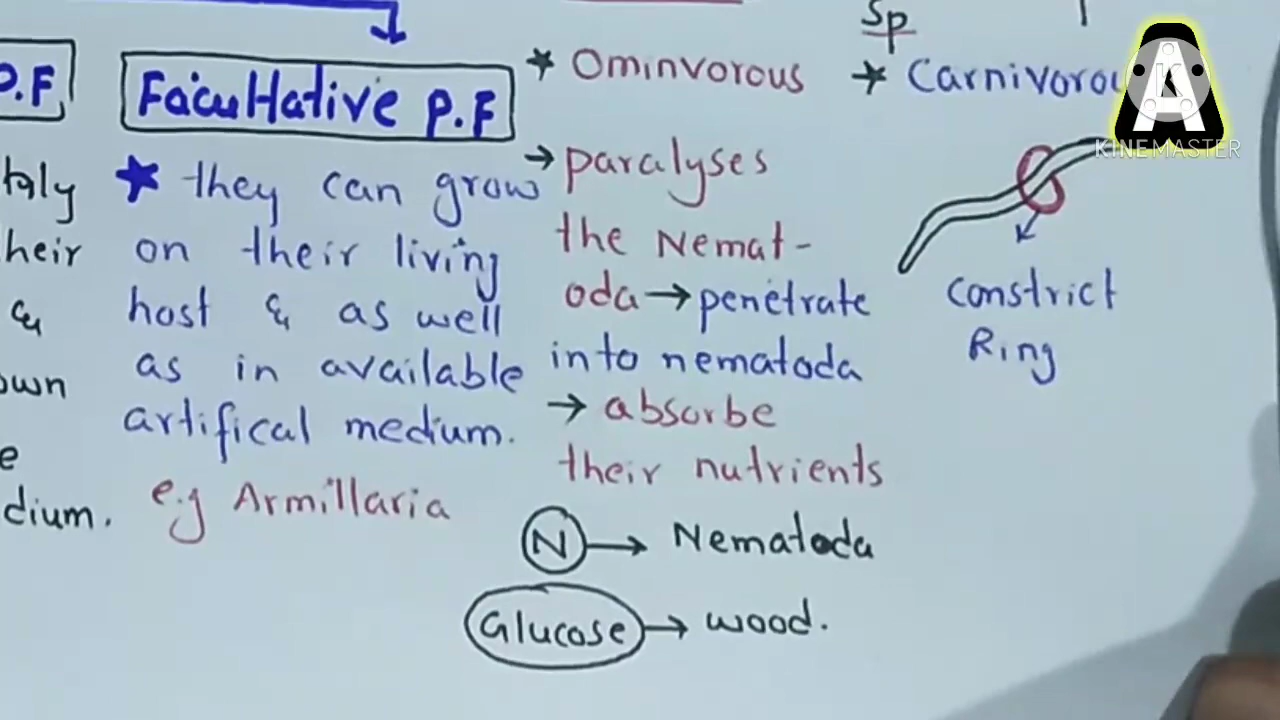 P.F
taly
heir
&
own
e
dium.
Facultative P.F
★ they can grow
on their living
host & as well
as in available
artifical medium.
e.g Armillaria
★ Ominvorous
→ paralyses
the Nemat-
oda → penetrate
into nematoda
→ absorbe
their nutrients
N → Nematoda
Glucose → wood.
Sp
★ Carnivorou
constrict
Ring
K
KINEMASTER